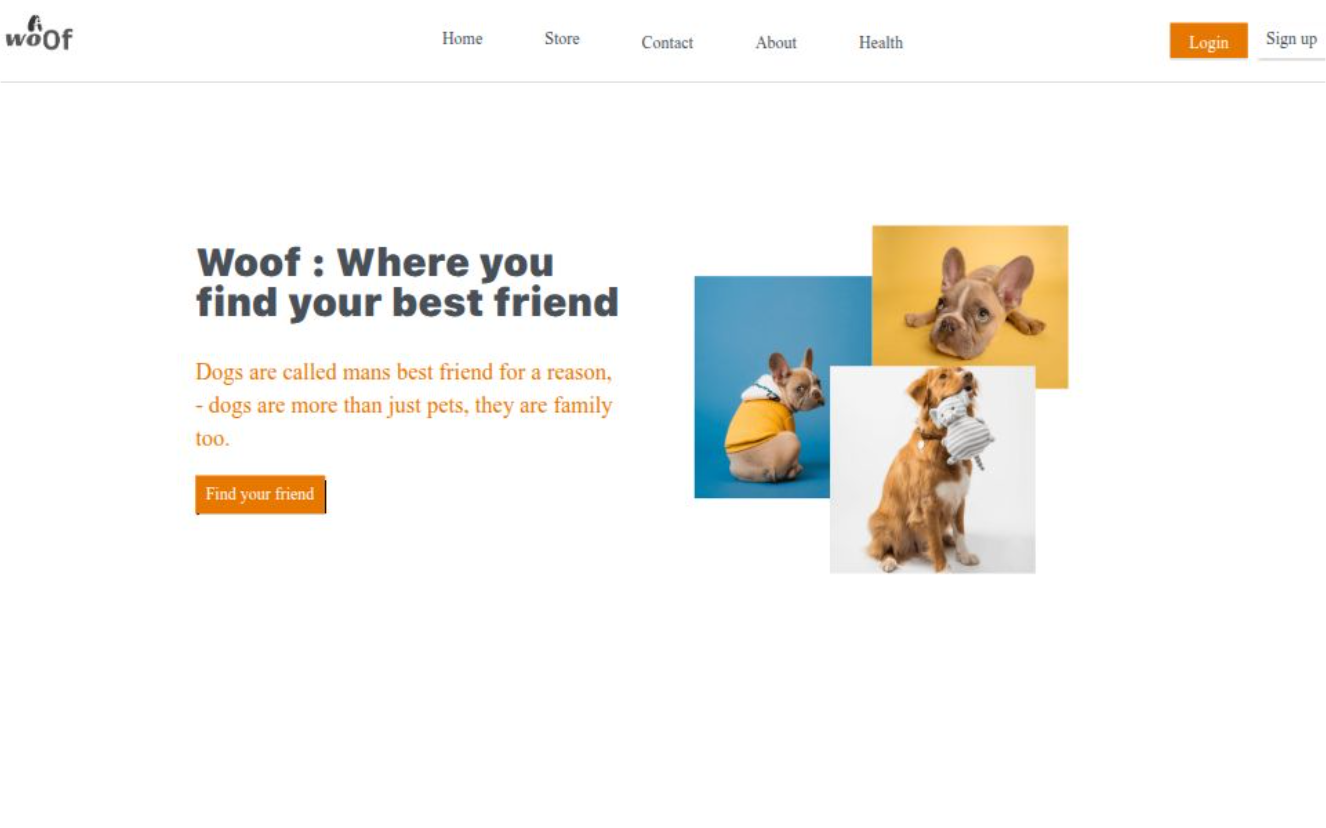 woof
Home Store Contact About Health Login Sign up
Woof : Where you
find your best friend
Dogs are called mans best friend for a reason,
- dogs are more than just pets, they are family
too.
Find your friend